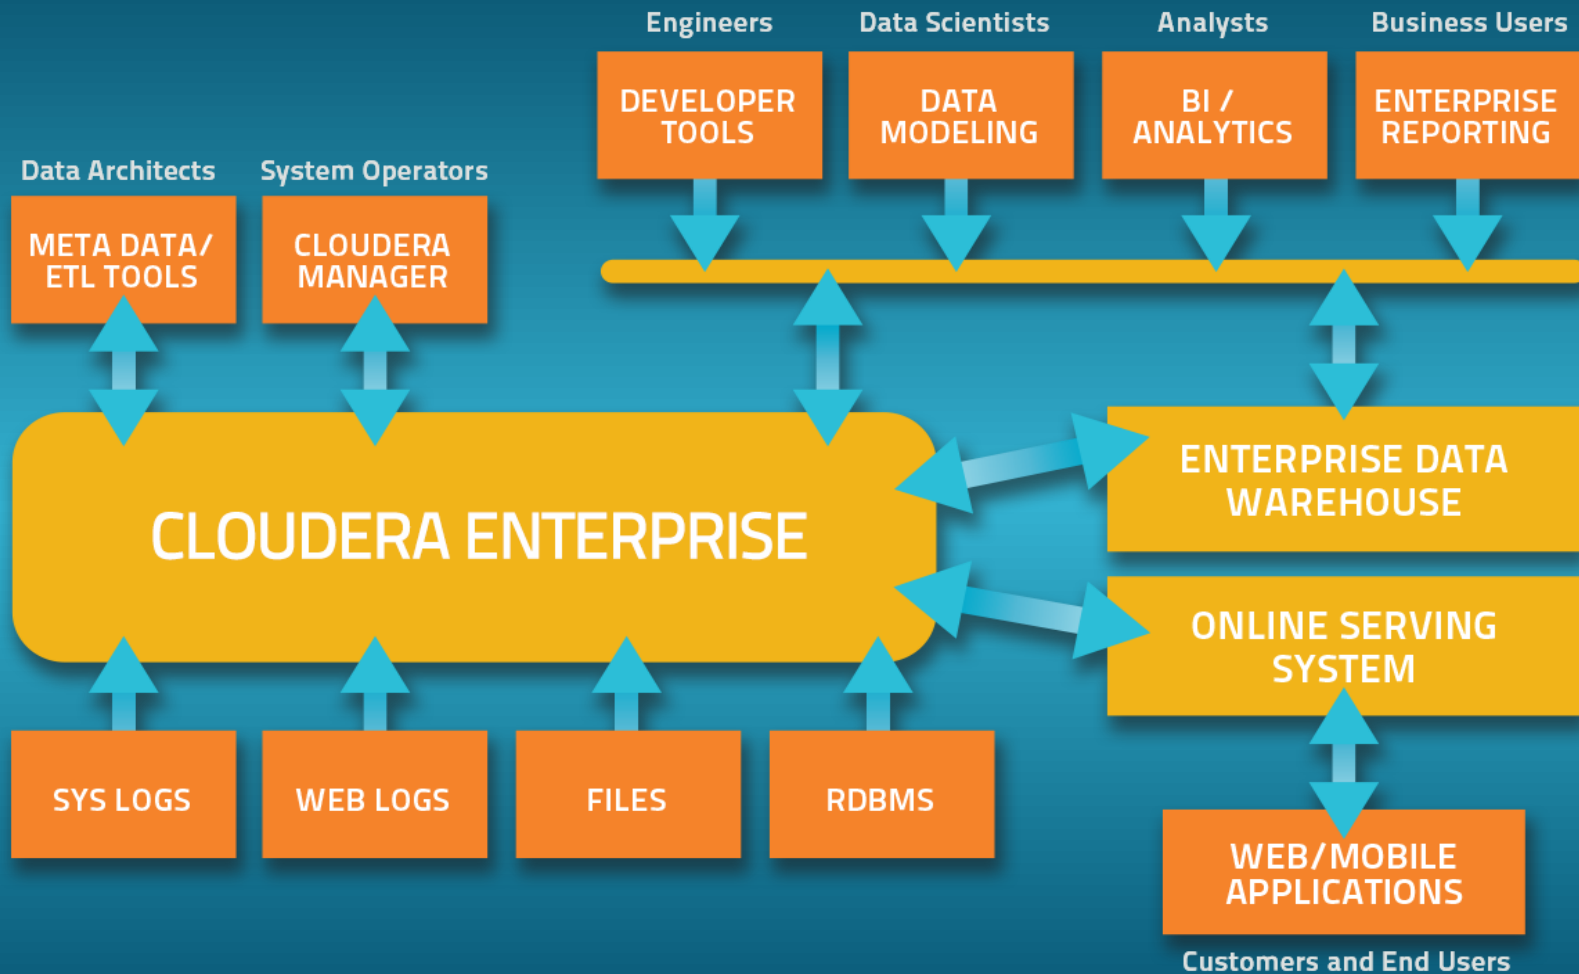 Engineers
Data Scientists
Analysts
Business Users
DEVELOPER
TOOLS
DATA
MODELING
BI /
ANALYTICS
ENTERPRISE
REPORTING
Data Architects
System Operators
META DATA/
ETL TOOLS
CLOUDERA
MANAGER
CLOUDERA ENTERPRISE
ENTERPRISE DATA
WAREHOUSE
ONLINE SERVING
SYSTEM
SYS LOGS
WEB LOGS
FILES
RDBMS
WEB/MOBILE
APPLICATIONS
Customers and End Users